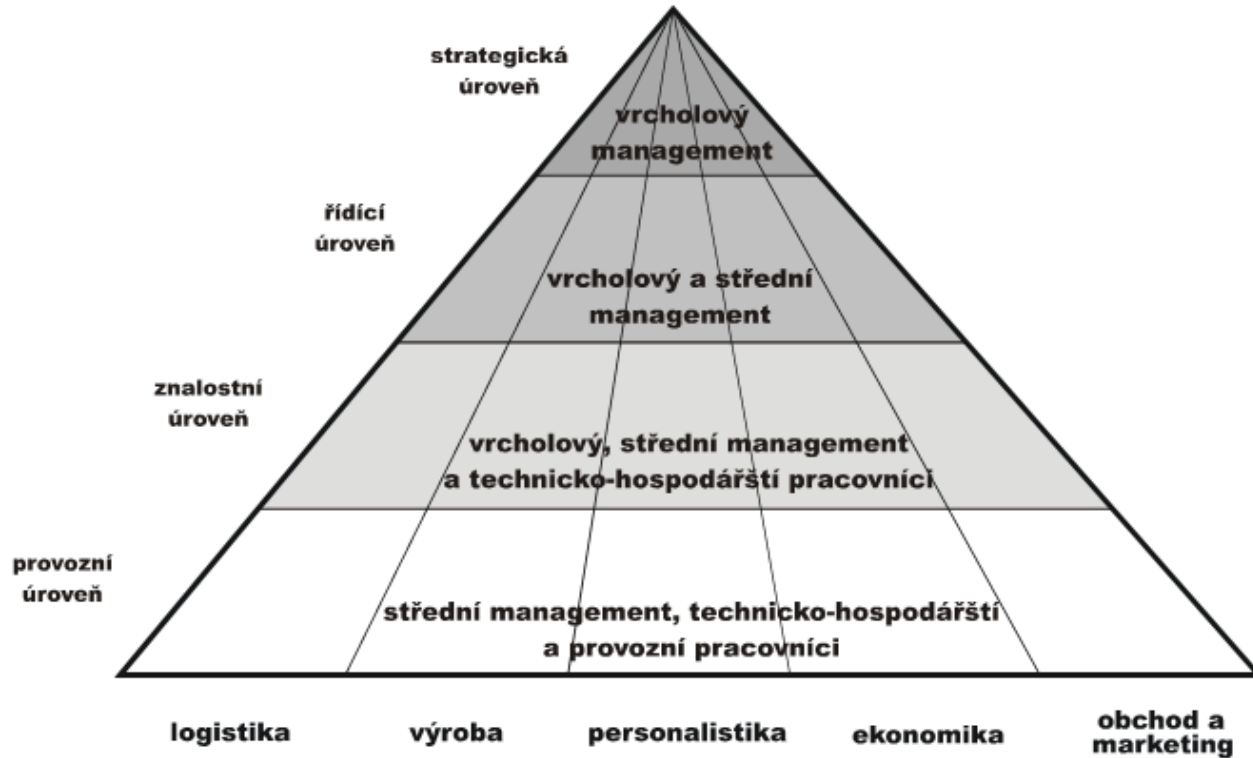 strategická
úroveň
vrcholový
management
řídící
úroveň
vrcholový a střední
management
znalostní
úroveň
vrcholový, střední management
a technicko-hospodářští pracovníci
provozní
úroveň
střední management, technicko-hospodářští
a provozní pracovníci
logistika
výroba
personalistika
ekonomika
obchod a
marketing